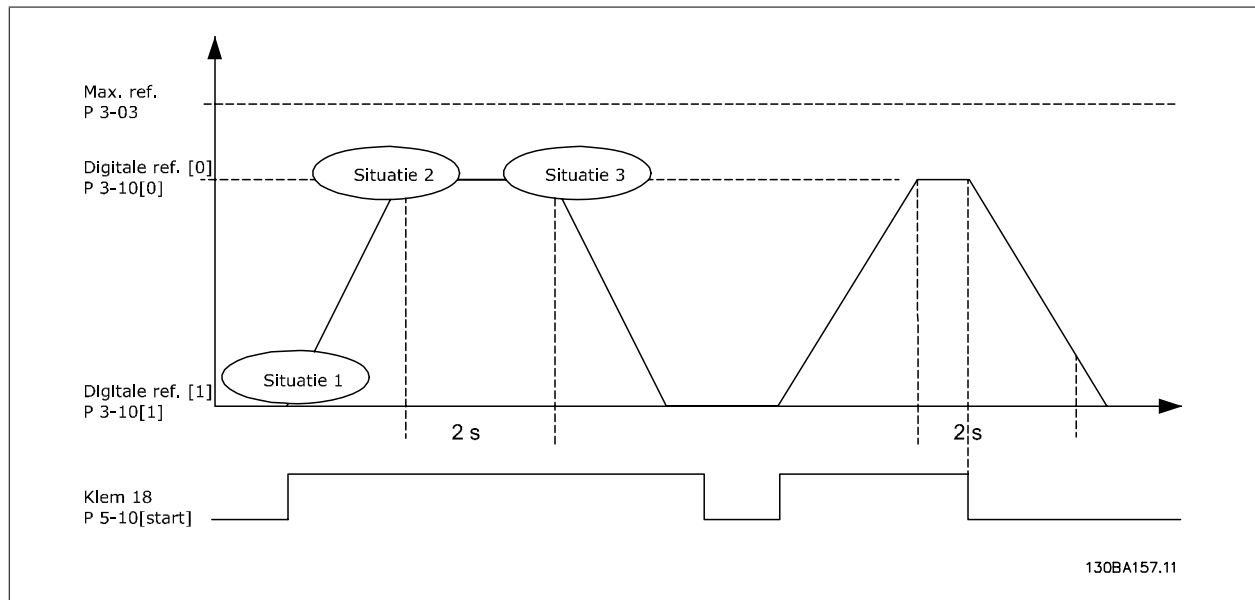 Max. ref.
P 3-03
Digitale ref. [0]
P 3-10[0]
Situatie 2
Situatie 3
Situatie 1
Digitale ref. [1]
P 3-10[1]
2 s
2 s
Klem 18
P 5-10[start]
130BA157.11